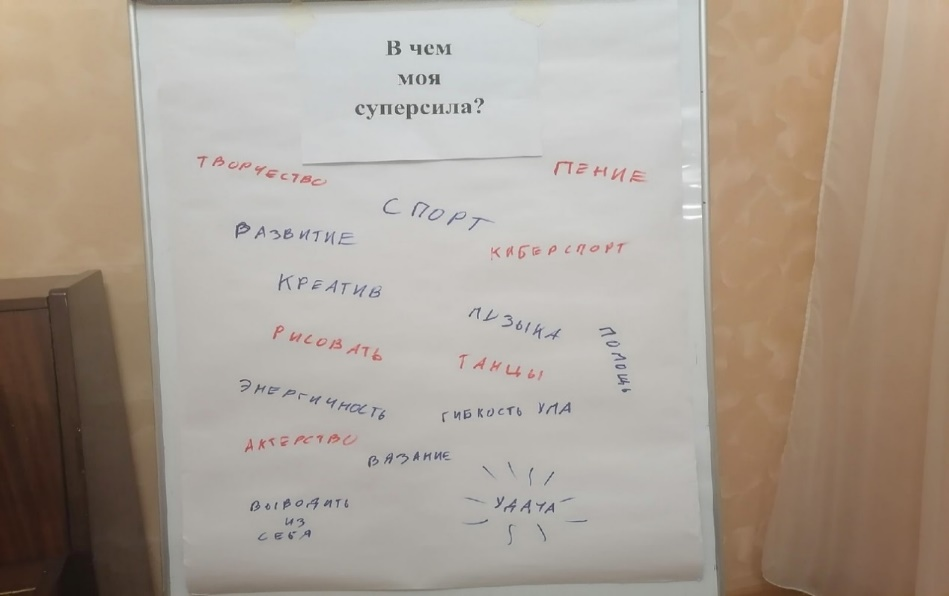 В чем
моя
суперсила?
ТВОРЧЕСТВО
ПЕНИЕ
СПОРТ
РАЗВИТИЕ
КИБЕРСПОРТ
КРЕАТИВ
МУЗЫКА
ПОМОЩЬ
РИСОВАТЬ
ТАНЦЫ
ЭНЕРГИЧНОСТЬ
ГИБКОСТЬ УМА
АКТЕРСТВО
ВЯЗАНИЕ
ВЫВОДИТЬ
ИЗ
СЕБЯ
УДАЧА